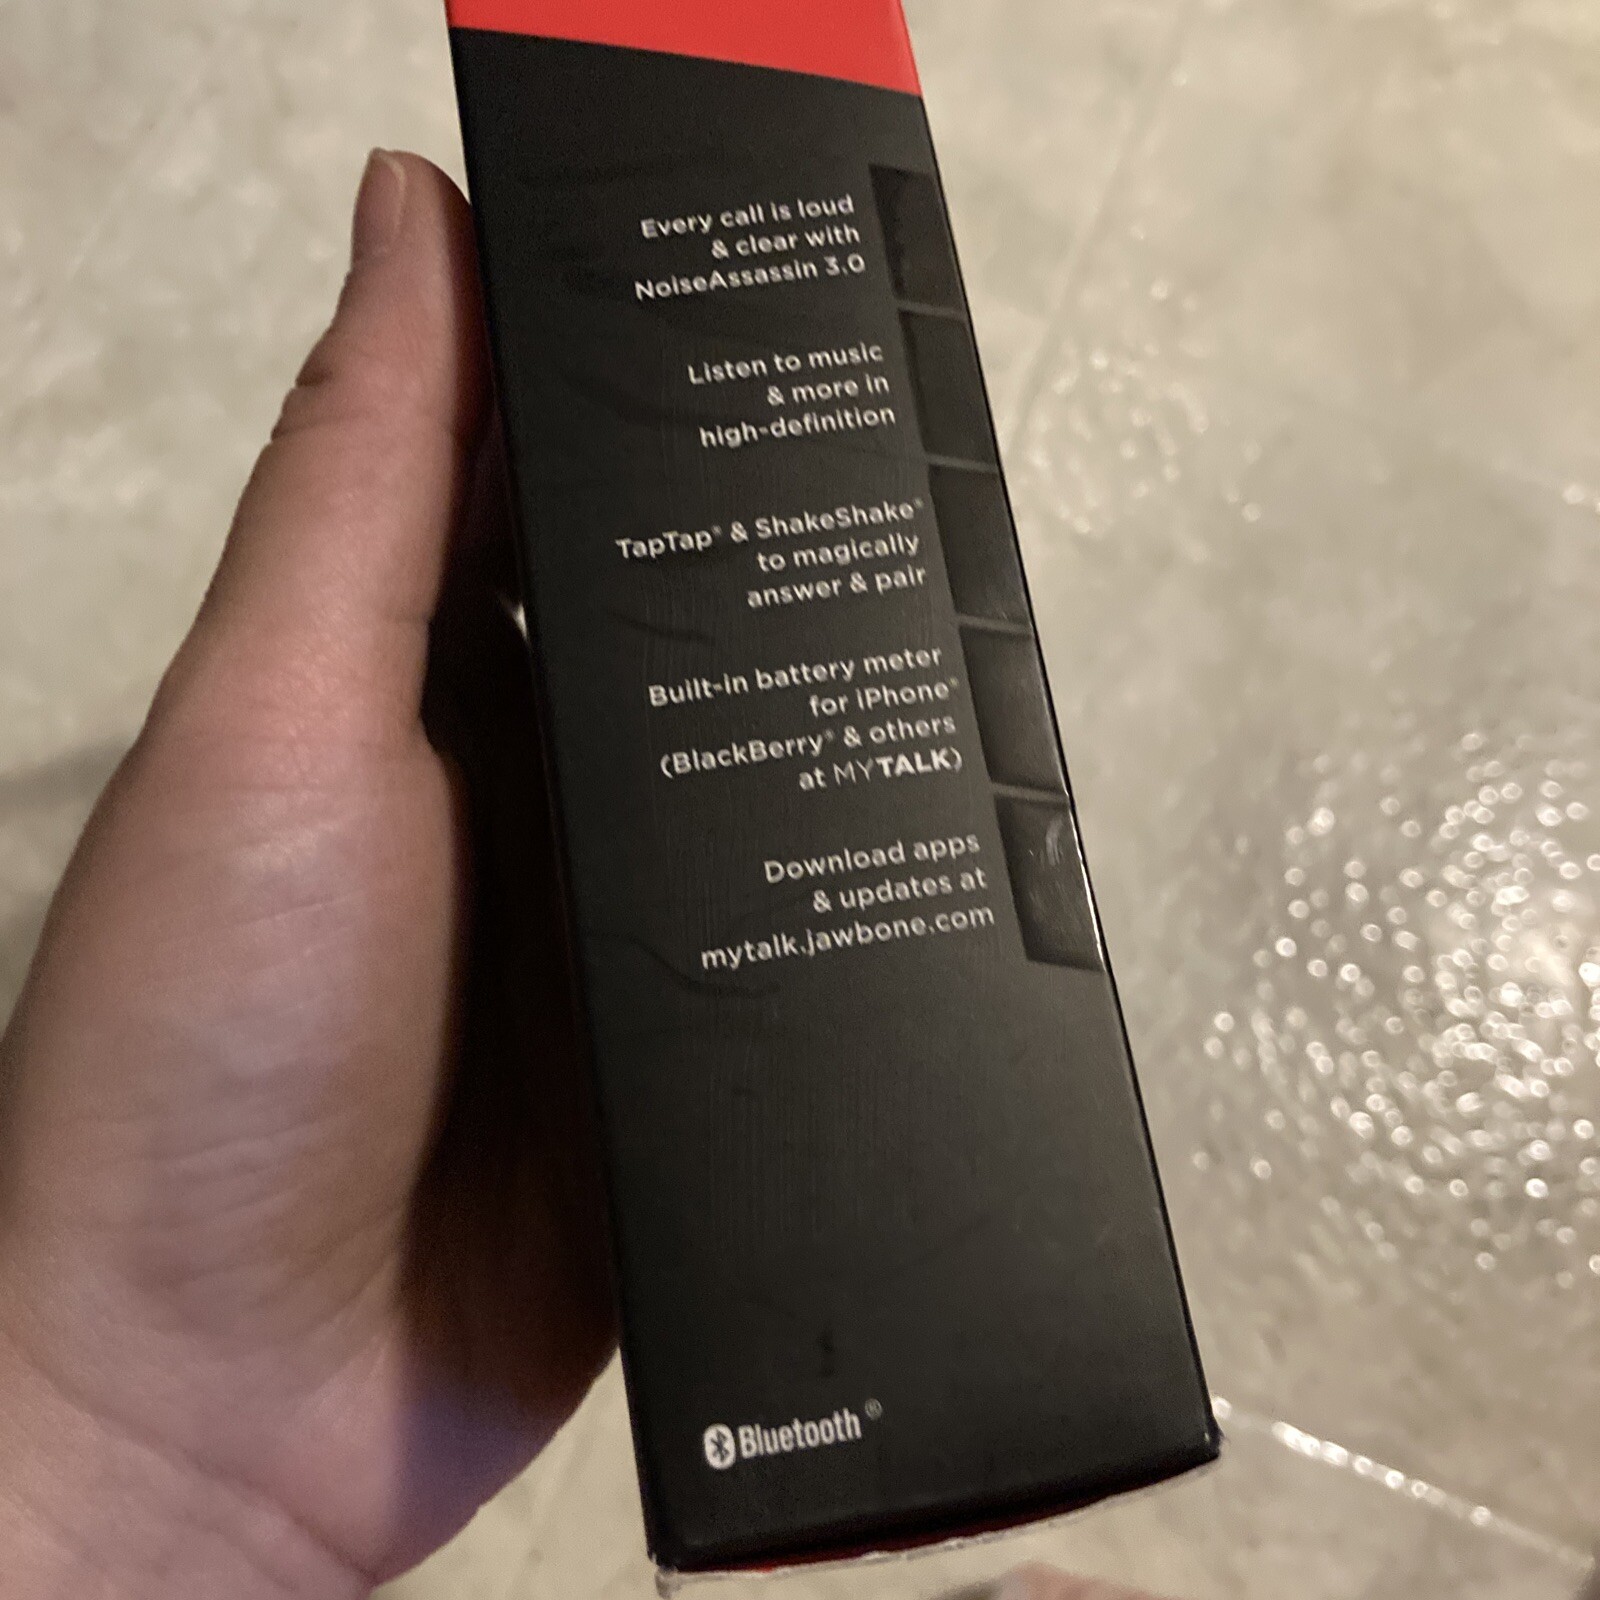 Every call is loud
& clear with
NoiseAssassin 3.0
Listen to music
& more in
high-definition
TapTap® & ShakeShake®
to magically
answer & pair
Built-in battery meter
for iPhone®
(BlackBerry® & others
at MYTALK)
Download apps
& updates at
mytalk.jawbone.com
Bluetooth®